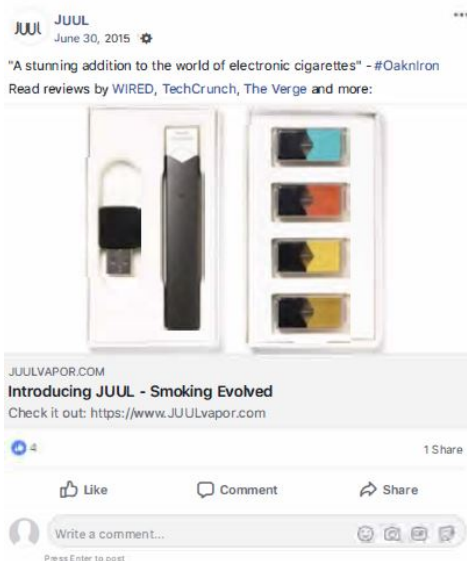 JUUL
JUUL
June 30, 2015
"A stunning addition to the world of electronic cigarettes" - #OaknIron
Read reviews by WIRED, TechCrunch, The Verge and more:
JUULVAPOR.COM
Introducing JUUL - Smoking Evolved
Check it out: https://www.JUULvapor.com
4
1 Share
Like Comment Share
Write a comment...
Press Enter to post